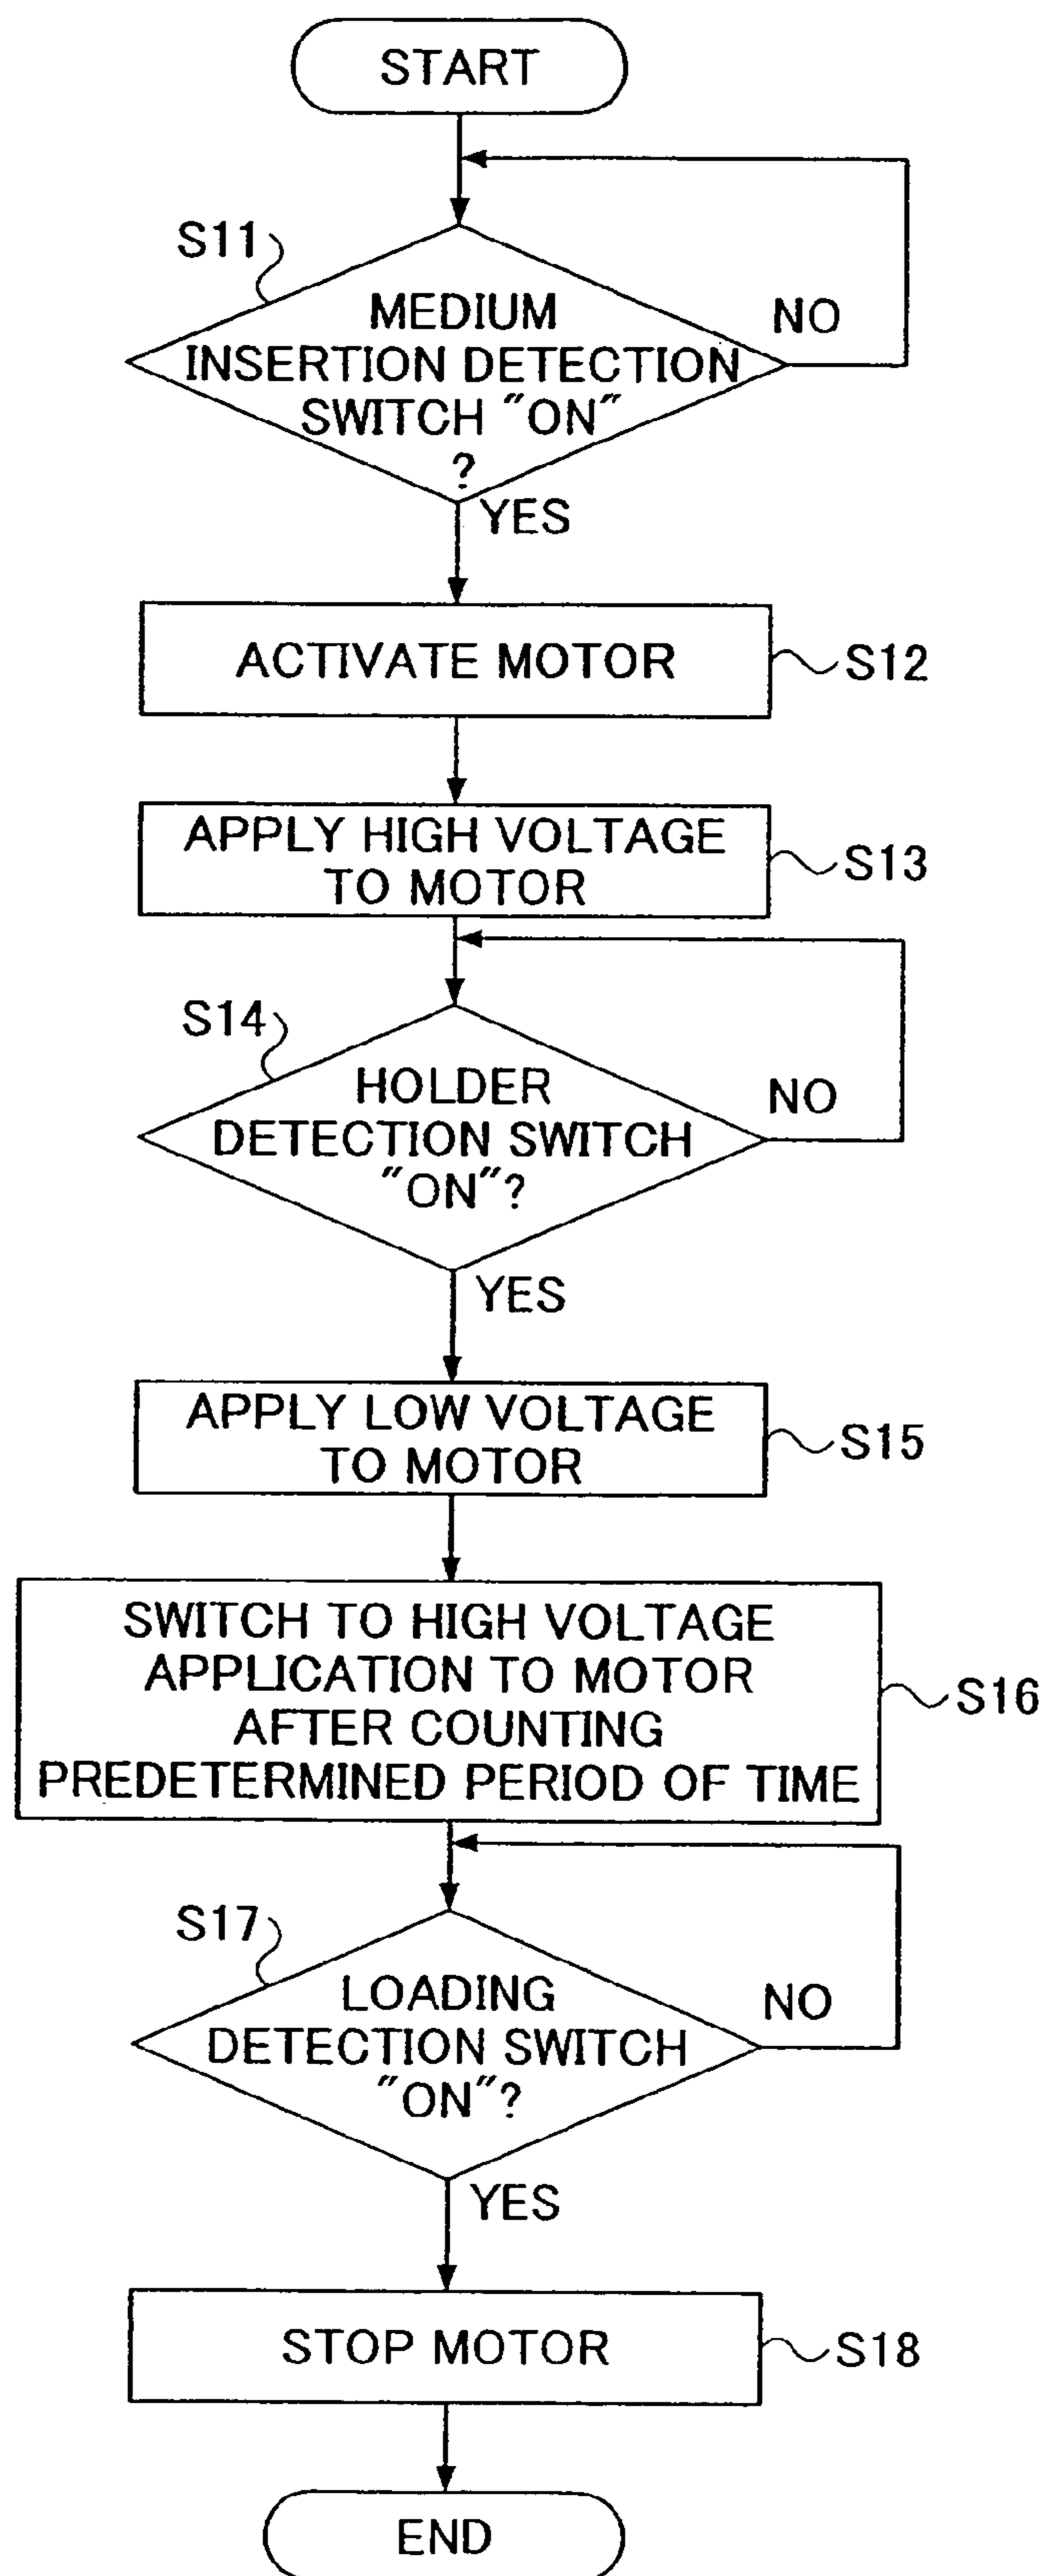 START
S11
MEDIUM
INSERTION DETECTION
SWITCH "ON"
?
NO
YES
ACTIVATE MOTOR
S12
APPLY HIGH VOLTAGE
TO MOTOR
S13
S14
HOLDER
DETECTION SWITCH
"ON"?
NO
YES
APPLY LOW VOLTAGE
TO MOTOR
S15
SWITCH TO HIGH VOLTAGE
APPLICATION TO MOTOR
AFTER COUNTING
PREDETERMINED PERIOD OF TIME
S16
S17
LOADING
DETECTION SWITCH
"ON"?
NO
YES
STOP MOTOR
S18
END